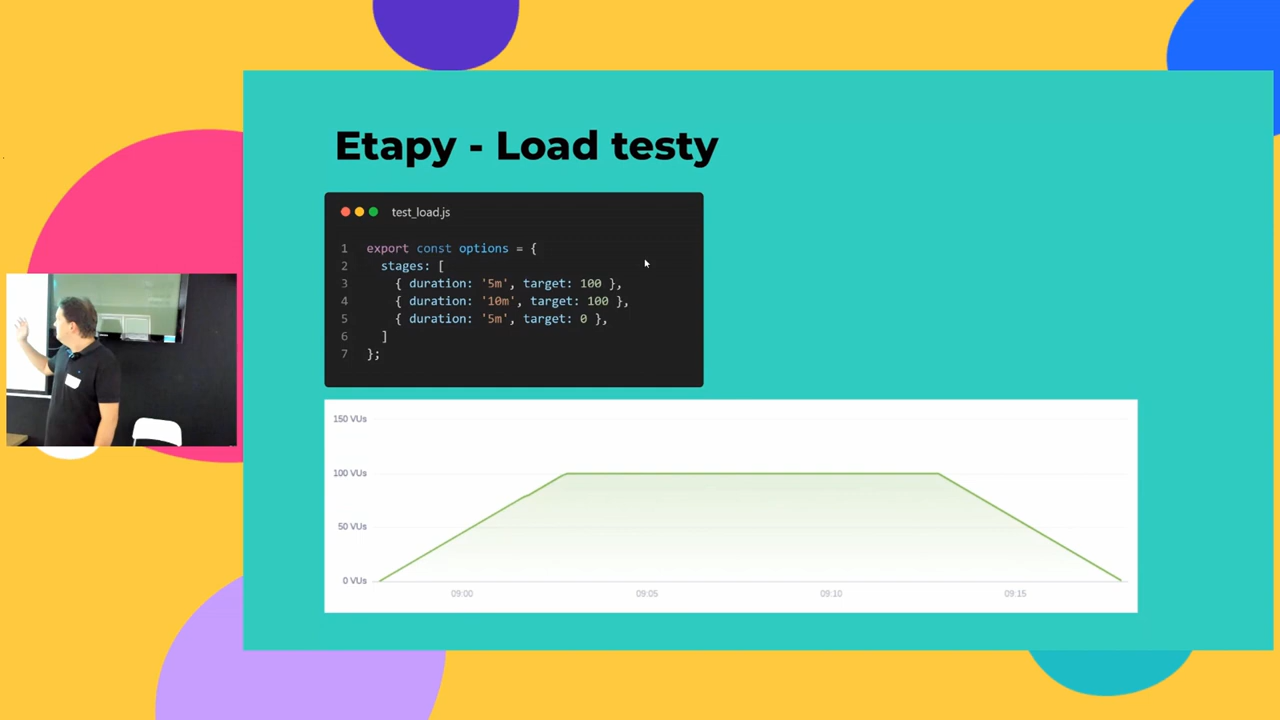 Etapy - Load testy
test_load.js
1 export const options = {
2 stages: [
3 { duration: '5m', target: 100 },
4 { duration: '10m', target: 100 },
5 { duration: '5m', target: 0 },
6 ]
7 };
150 VUs
100 VUs
50 VUs
0 VUs
09:00 09:05 09:10 09:15